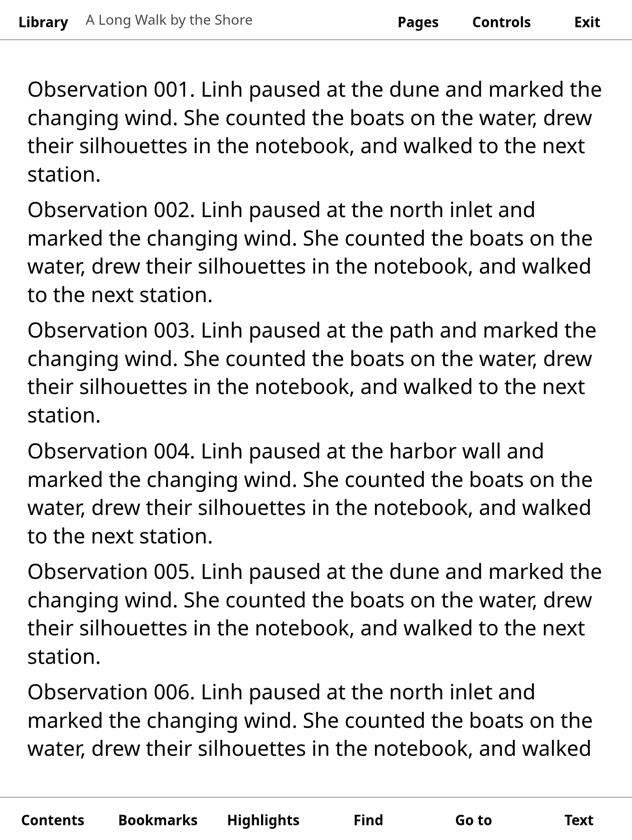 Library A Long Walk by the Shore Pages Controls Exit
Observation 001. Linh paused at the dune and marked the
changing wind. She counted the boats on the water, drew
their silhouettes in the notebook, and walked to the next
station.
Observation 002. Linh paused at the north inlet and
marked the changing wind. She counted the boats on the
water, drew their silhouettes in the notebook, and walked
to the next station.
Observation 003. Linh paused at the path and marked the
changing wind. She counted the boats on the water, drew
their silhouettes in the notebook, and walked to the next
station.
Observation 004. Linh paused at the harbor wall and
marked the changing wind. She counted the boats on the
water, drew their silhouettes in the notebook, and walked
to the next station.
Observation 005. Linh paused at the dune and marked the
changing wind. She counted the boats on the water, drew
their silhouettes in the notebook, and walked to the next
station.
Observation 006. Linh paused at the north inlet and
marked the changing wind. She counted the boats on the
water, drew their silhouettes in the notebook, and walked
Contents Bookmarks Highlights Find Go to Text